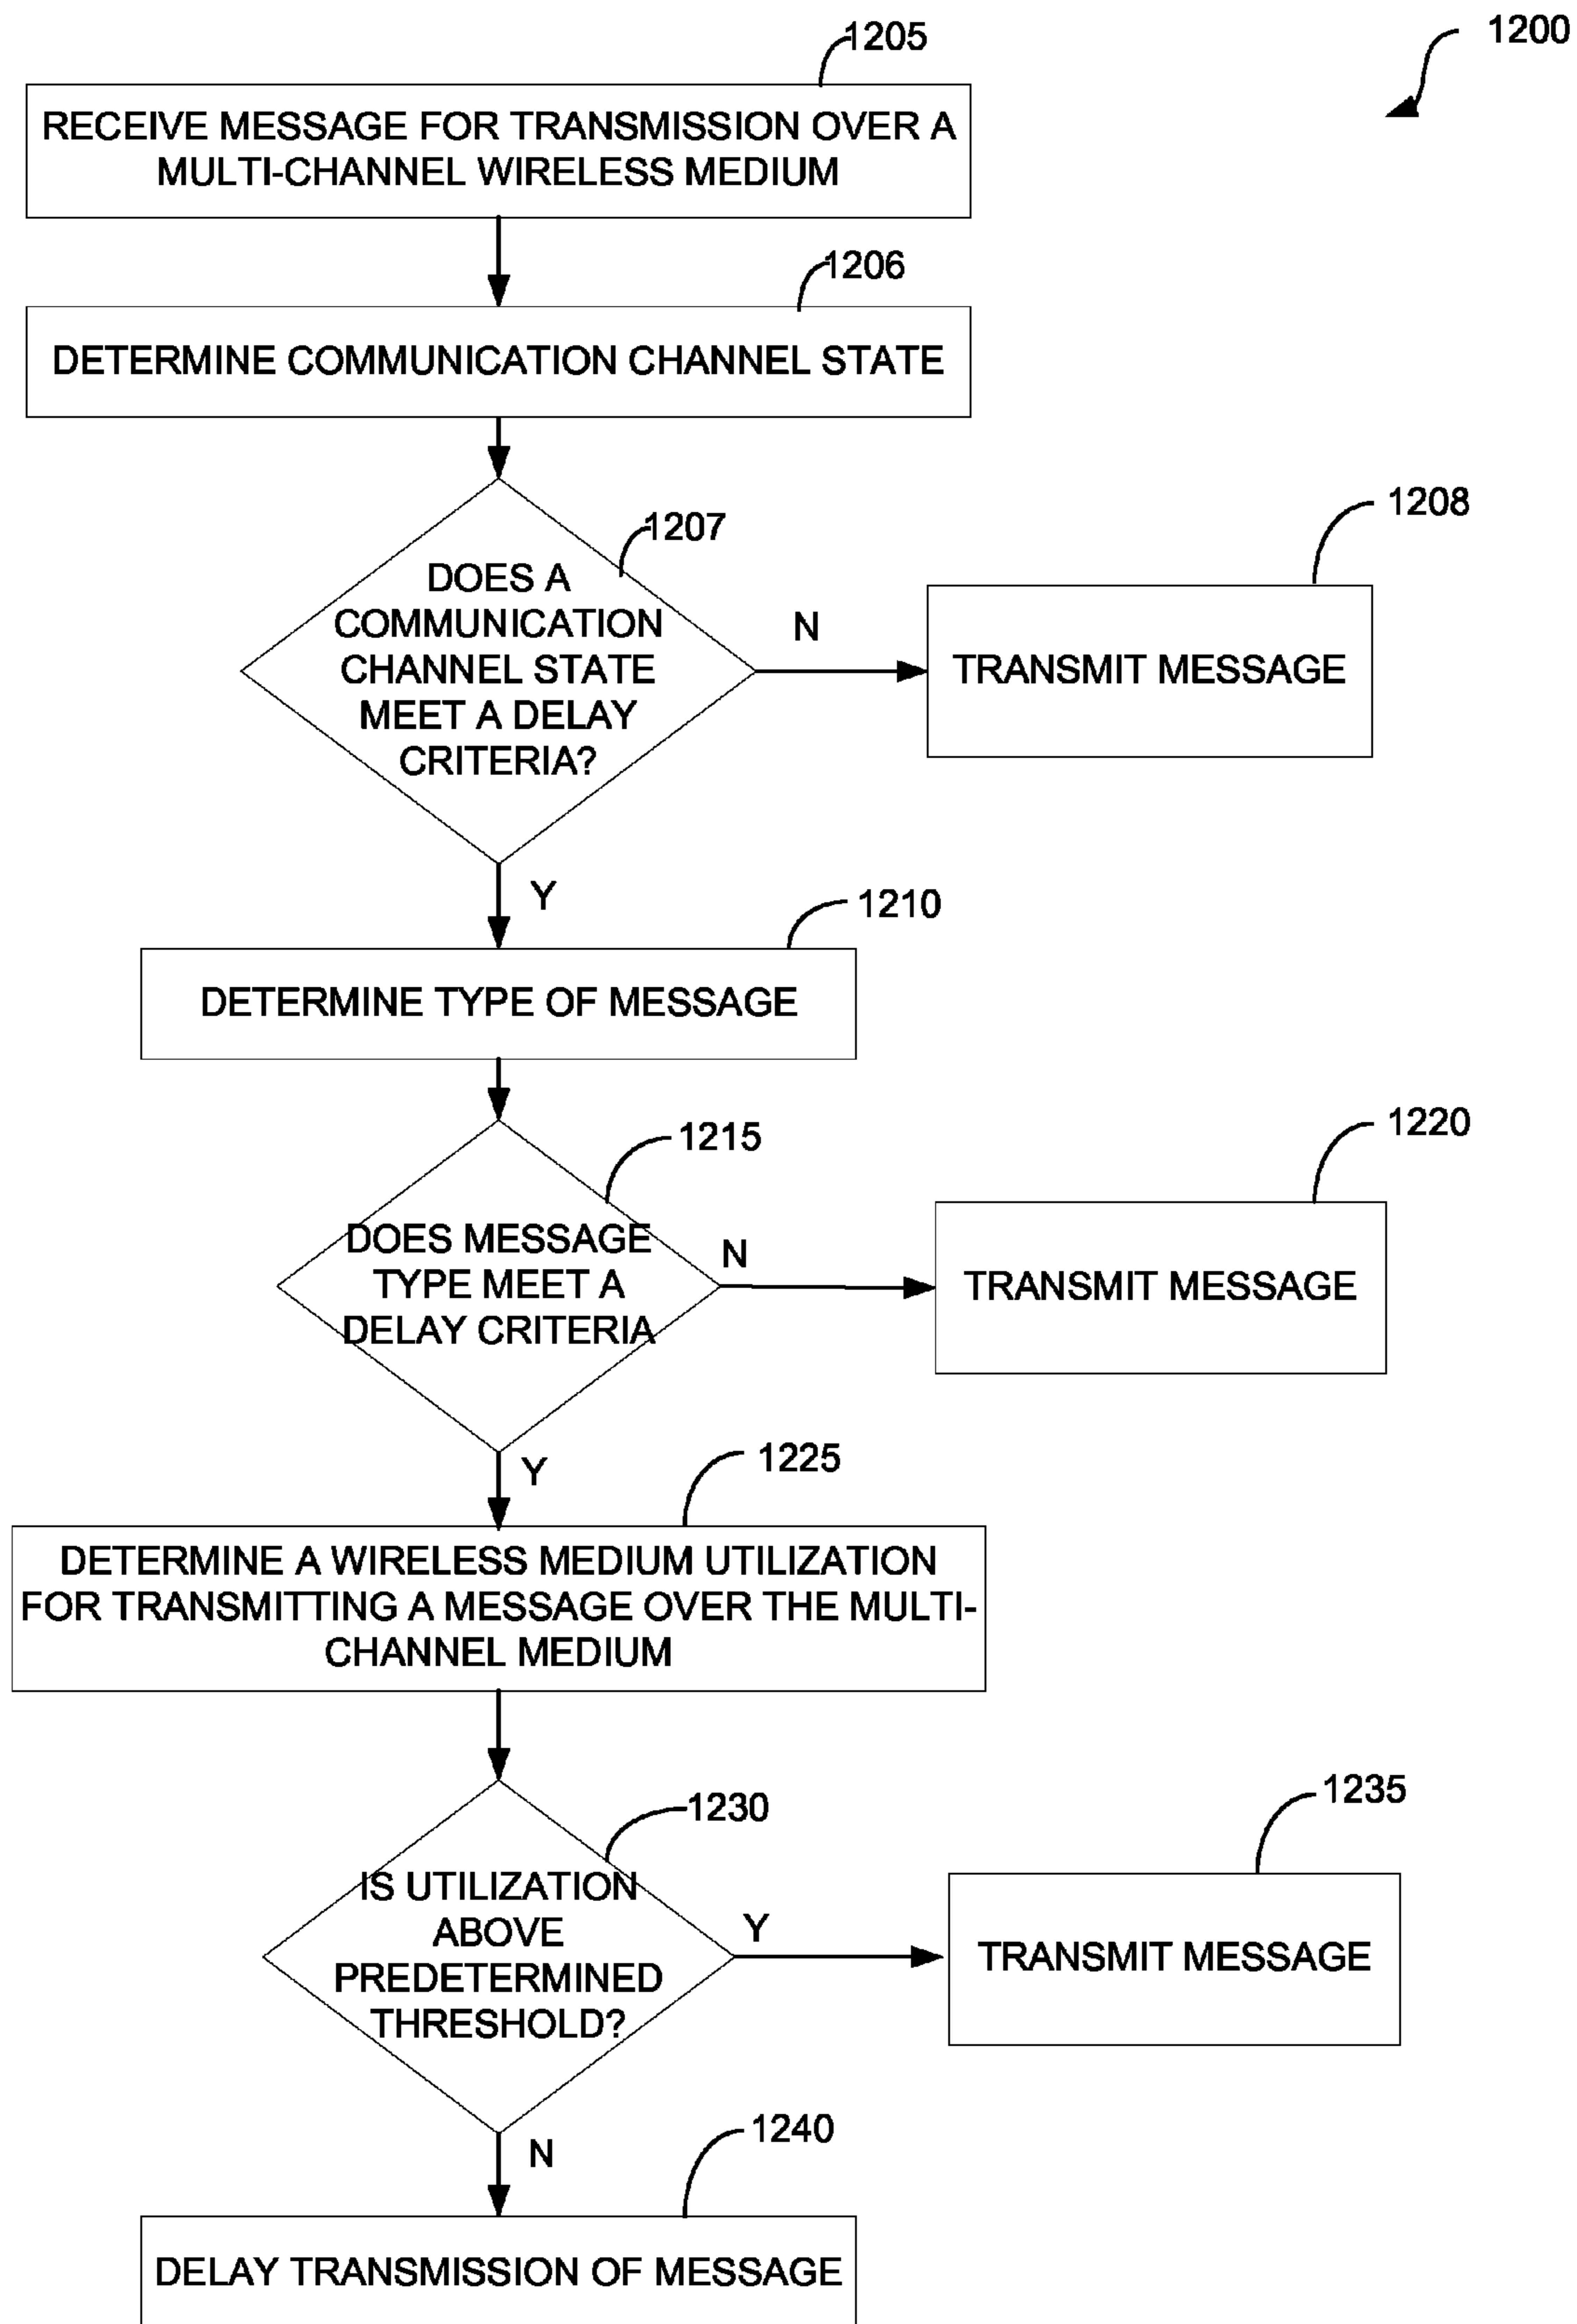 1200
1205
RECEIVE MESSAGE FOR TRANSMISSION OVER A
MULTI-CHANNEL WIRELESS MEDIUM
1206
DETERMINE COMMUNICATION CHANNEL STATE
1207
DOES A
COMMUNICATION
CHANNEL STATE
MEET A DELAY
CRITERIA?
N
1208
TRANSMIT MESSAGE
Y
1210
DETERMINE TYPE OF MESSAGE
1215
DOES MESSAGE
TYPE MEET A
DELAY CRITERIA
N
1220
TRANSMIT MESSAGE
Y
1225
DETERMINE A WIRELESS MEDIUM UTILIZATION
FOR TRANSMITTING A MESSAGE OVER THE MULTI-
CHANNEL MEDIUM
1230
IS UTILIZATION
ABOVE
PREDETERMINED
THRESHOLD?
Y
1235
TRANSMIT MESSAGE
N
1240
DELAY TRANSMISSION OF MESSAGE